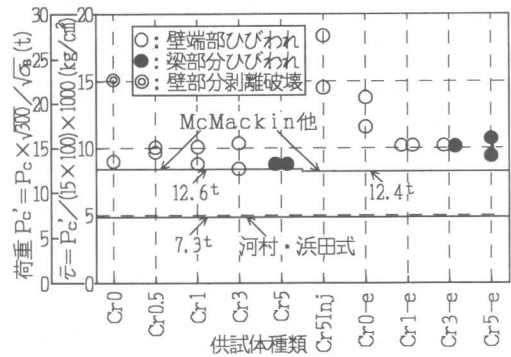 荷重 Pc'=Pc×√300/√σB(t)
τ=Pc'/(15×100)×1000(kg/cm²)
30
25
20
15
10
5
0
20
15
10
5
0
○:壁端部ひびわれ
●:梁部分ひびわれ
◎:壁部分剥離破壊
McMackin他
12.6t
12.4t
7.3t
河村・浜田式
Cr0
Cr0.5
Cr1
Cr3
Cr5
Cr5Inj
Cr0-e
Cr1-e
Cr3-e
Cr5-e
供試体種類